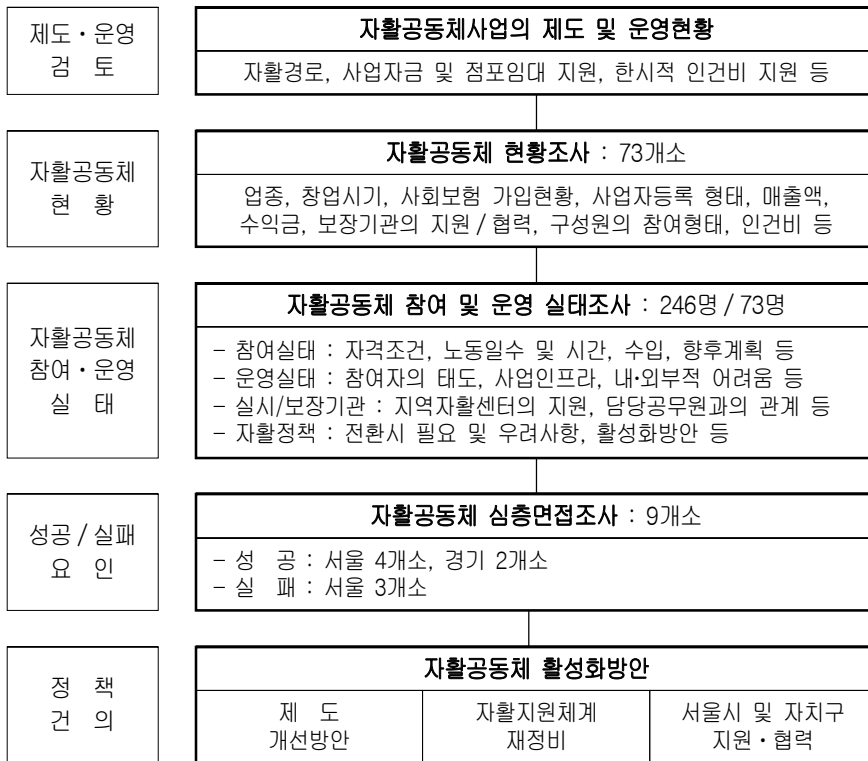 제도・운영
검 토
자활공동체사업의 제도 및 운영현황
자활경로, 사업자금 및 점포임대 지원, 한시적 인건비 지원 등
자활공동체
현 황
자활공동체 현황조사 : 73개소
업종, 창업시기, 사회보험 가입현황, 사업자등록 형태, 매출액,
수익금, 보장기관의 지원 / 협력, 구성원의 참여형태, 인건비 등
자활공동체
참여・운영
실 태
자활공동체 참여 및 운영 실태조사 : 246명 / 73명
– 참여실태 : 자격조건, 노동일수 및 시간, 수입, 향후계획 등
– 운영실태 : 참여자의 태도, 사업인프라, 내・외부적 어려움 등
– 실시/보장기관 : 지역자활센터의 지원, 담당공무원과의 관계 등
– 자활정책 : 전환시 필요 및 우려사항, 활성화방안 등
성공 / 실패
요 인
자활공동체 심층면접조사 : 9개소
– 성 공 : 서울 4개소, 경기 2개소
– 실 패 : 서울 3개소
정 책
건 의
자활공동체 활성화방안
제 도
개선방안
자활지원체계
재정비
서울시 및 자치구
지원・협력